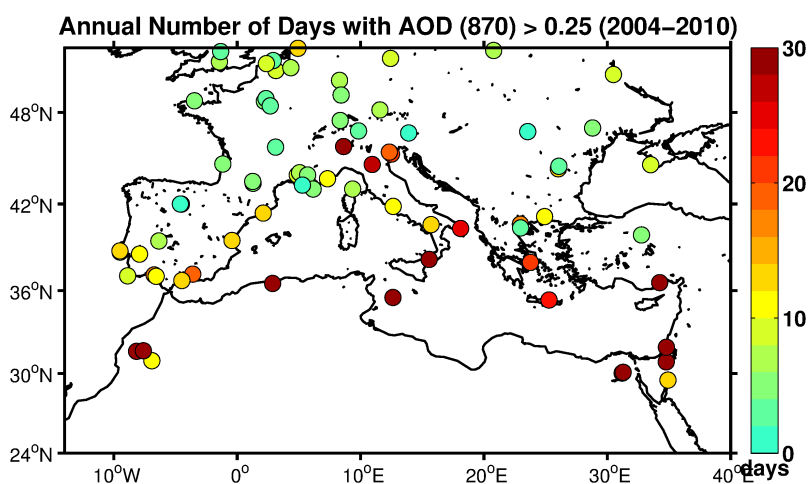 Annual Number of Days with AOD (870) > 0.25 (2004−2010)
30
20
10
0
days
48°N
42°N
36°N
30°N
24°N
10°W 0° 10°E 20°E 30°E 40°E